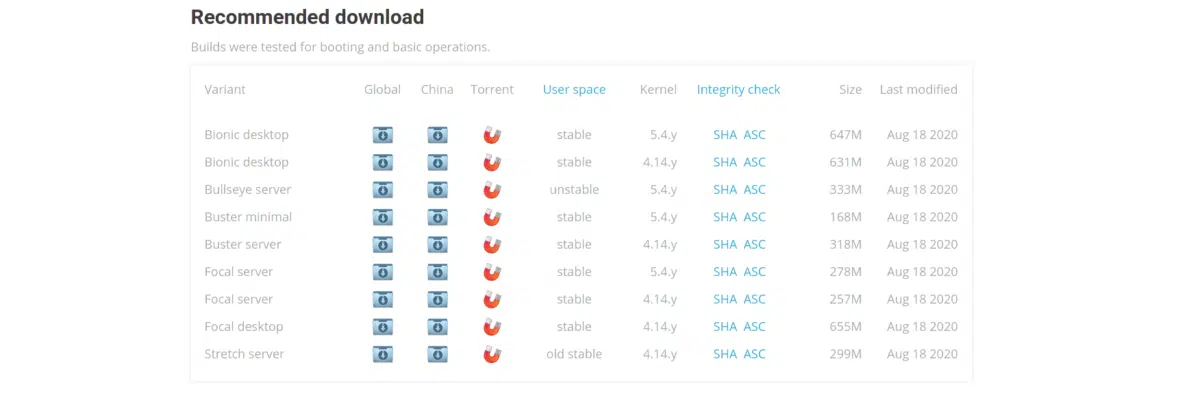 Recommended download
Builds were tested for booting and basic operations.
Variant Global China Torrent User space Kernel Integrity check Size Last modified
Bionic desktop stable 5.4.y SHA ASC 647M Aug 18 2020
Bionic desktop stable 4.14.y SHA ASC 631M Aug 18 2020
Bullseye server unstable 5.4.y SHA ASC 333M Aug 18 2020
Buster minimal stable 5.4.y SHA ASC 168M Aug 18 2020
Buster server stable 4.14.y SHA ASC 318M Aug 18 2020
Focal server stable 5.4.y SHA ASC 278M Aug 18 2020
Focal server stable 4.14.y SHA ASC 257M Aug 18 2020
Focal desktop stable 4.14.y SHA ASC 655M Aug 18 2020
Stretch server old stable 4.14.y SHA ASC 299M Aug 18 2020